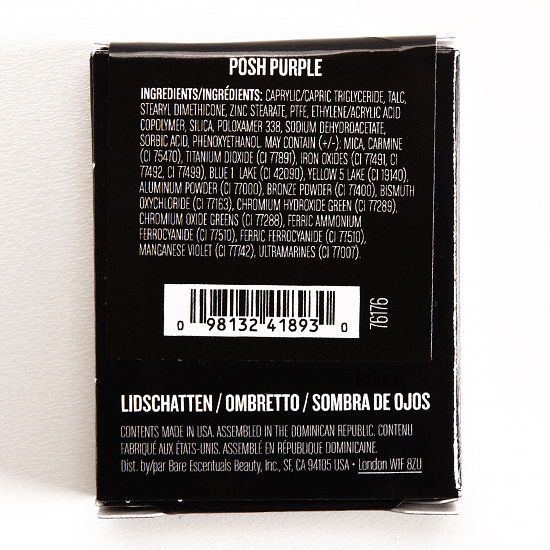 POSH PURPLE
INGREDIENTS/INGRÉDIENTS: CAPRYLIC/CAPRIC TRIGLYCERIDE, TALC,
STEARYL DIMETHICONE, ZINC STEARATE, PTFE, ETHYLENE/ACRYLIC ACID
COPOLYMER, SILICA, POLOXAMER 338, SODIUM DEHYDROACETATE,
SORBIC ACID, PHENOXYETHANOL. MAY CONTAIN (+/-): MICA, CARMINE
(CI 75470), TITANIUM DIOXIDE (CI 77891), IRON OXIDES (CI 77491, CI
77492, CI 77499), BLUE 1 LAKE (CI 42090), YELLOW 5 LAKE (CI 19140),
ALUMINUM POWDER (CI 77000), BRONZE POWDER (CI 77400), BISMUTH
OXYCHLORIDE (CI 77163), CHROMIUM HYDROXIDE GREEN (CI 77289),
CHROMIUM OXIDE GREENS (CI 77288), FERRIC AMMONIUM
FERROCYANIDE (CI 77510), FERRIC FERROCYANIDE (CI 77510),
MANGANESE VIOLET (CI 77742), ULTRAMARINES (CI 77007).
0 98132 41893 0
76176
LIDSCHATTEN / OMBRETTO / SOMBRA DE OJOS
CONTENTS MADE IN USA. ASSEMBLED IN THE DOMINICAN REPUBLIC. CONTENU
FABRIQUÉ AUX ÉTATS-UNIS. ASSEMBLÉ EN RÉPUBLIQUE DOMINICAINE.
Dist. by/par Bare Escentuals Beauty, Inc., SF, CA 94105 USA • London W1F 8ZU